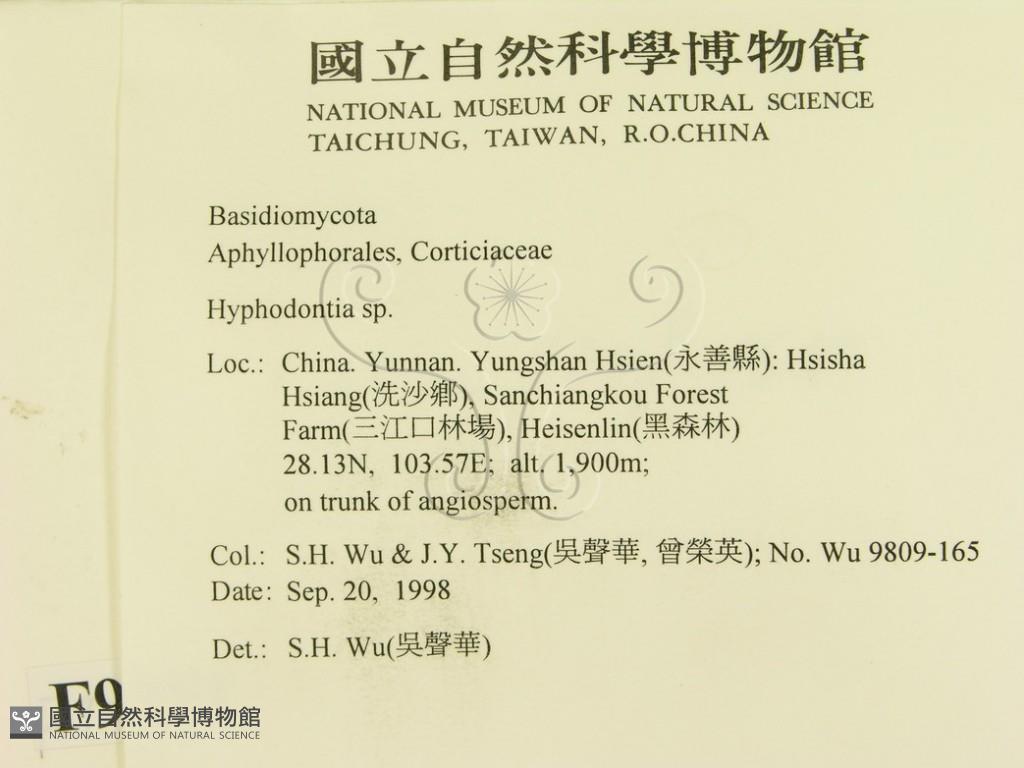 國立自然科學博物館
NATIONAL MUSEUM OF NATURAL SCIENCE
TAICHUNG, TAIWAN, R.O.CHINA
Basidiomycota
Aphyllophorales, Corticiaceae
Hyphodontia sp.
Loc.: China. Yunnan. Yungshan Hsien(永善縣): Hsisha
Hsiang(洗沙鄉), Sanchiangkou Forest
Farm(三江口林場), Heisenlin(黑森林)
28.13N, 103.57E; alt. 1,900m;
on trunk of angiosperm.
Col.: S.H. Wu & J.Y. Tseng(吳聲華, 曾榮英); No. Wu 9809-165
Date: Sep. 20, 1998
Det.: S.H. Wu(吳聲華)
F9
國立自然科學博物館
NATIONAL MUSEUM OF NATURAL SCIENCE